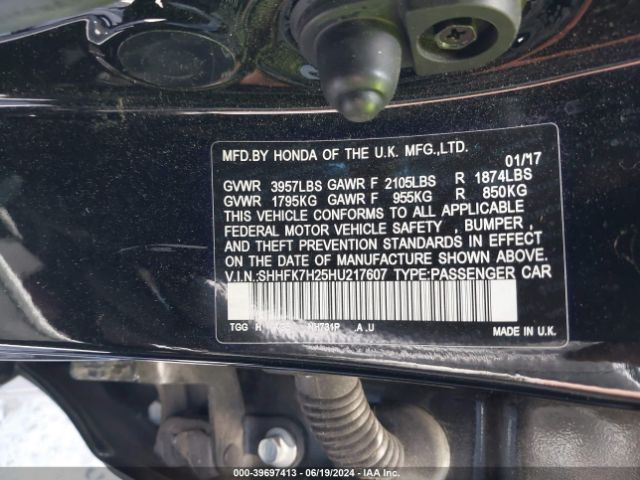 MFD.BY HONDA OF THE U.K. MFG.,LTD. 01/17
GVWR 3957LBS GAWR F 2105LBS R 1874LBS
GVWR 1795KG GAWR F 955KG R 850KG
THIS VEHICLE CONFORMS TO ALL APPLICABLE
FEDERAL MOTOR VEHICLE SAFETY , BUMPER ,
AND THEFT PREVENTION STANDARDS IN EFFECT
ON THE DATE OF MANUFACTURE SHOWN ABOVE.
V.I.N.:SHHFK7H25HU217607 TYPE:PASSENGER CAR
TGG H NH731P .A .U MADE IN U.K.
000-39697413 - 06/19/2024 - IAA Inc.